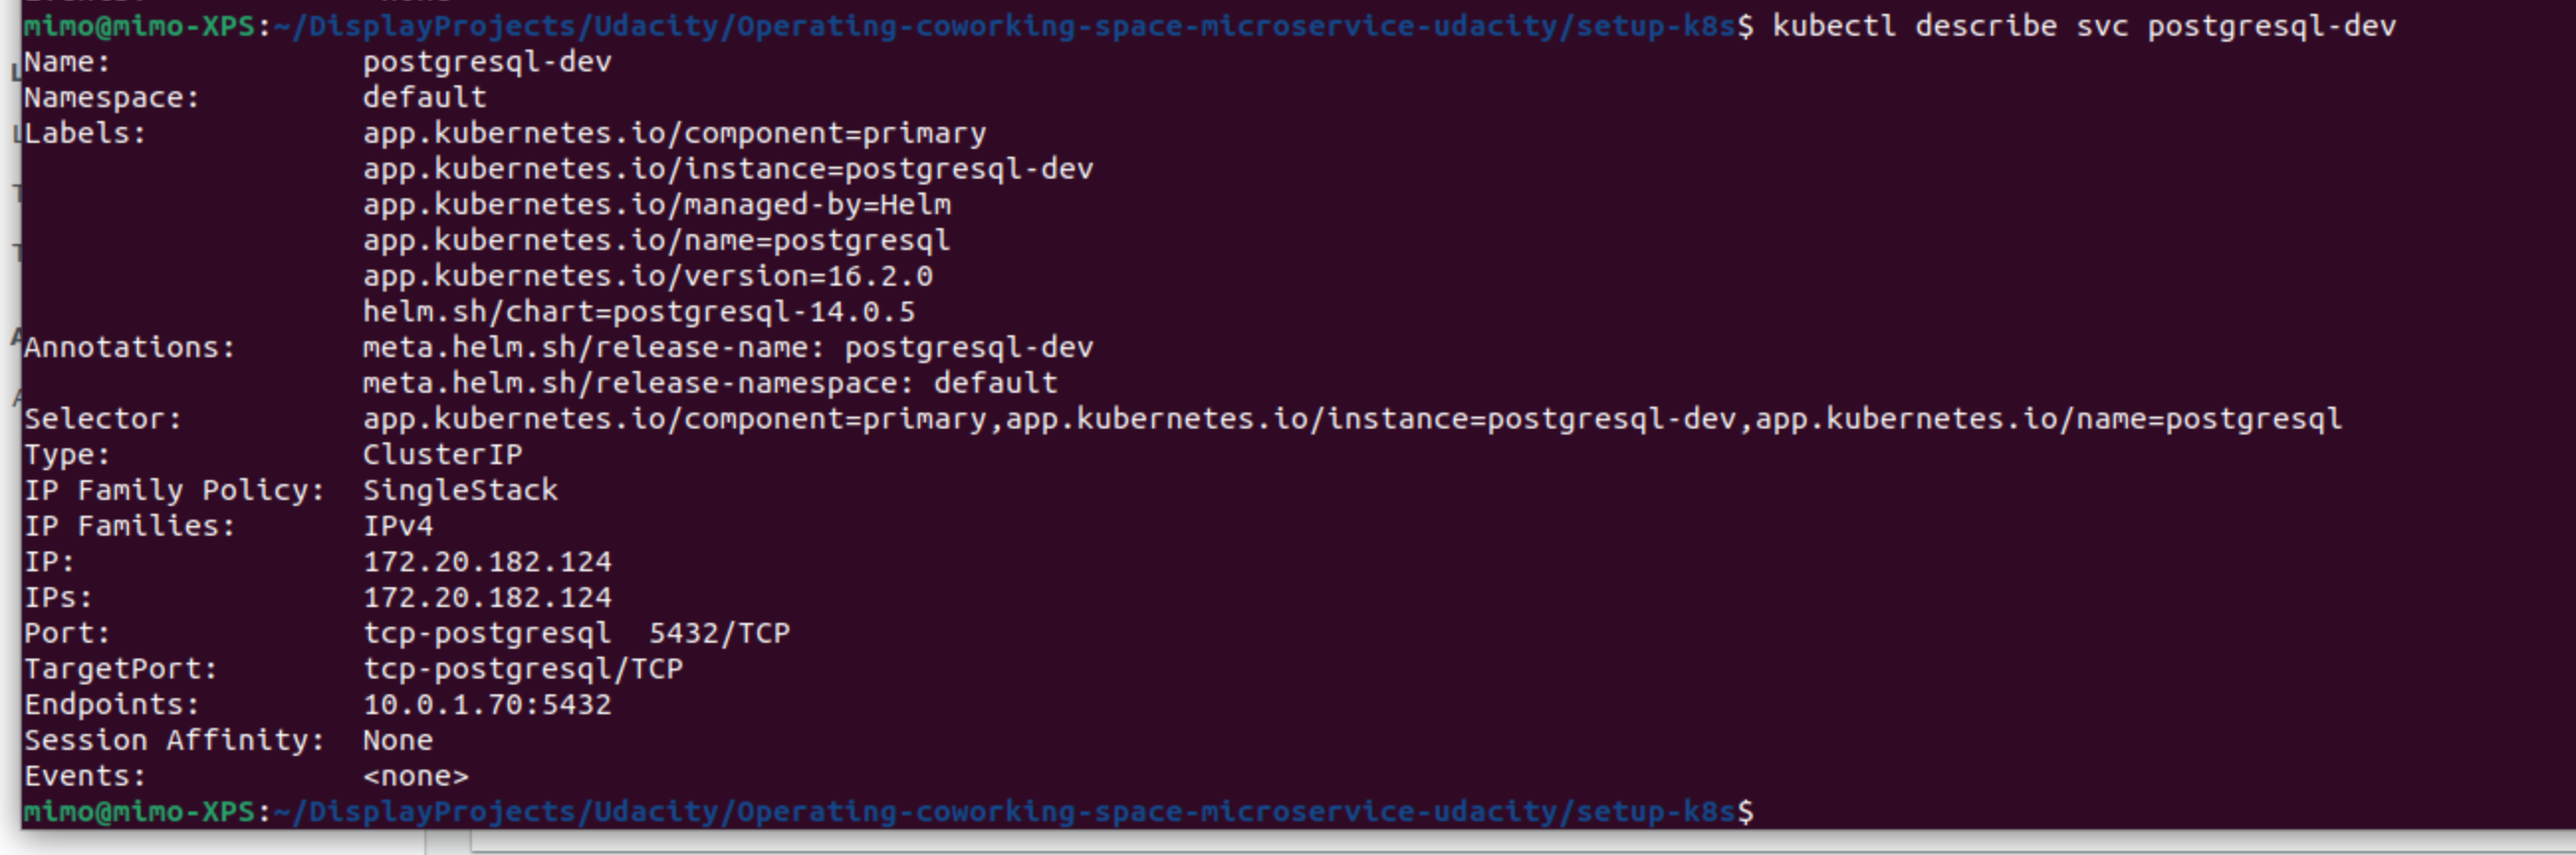 mimo@mimo-XPS:~/DisplayProjects/Udacity/Operating-coworking-space-microservice-udacity/setup-k8s$ kubectl describe svc postgresql-dev
Name:              postgresql-dev
Namespace:         default
Labels:            app.kubernetes.io/component=primary
                   app.kubernetes.io/instance=postgresql-dev
                   app.kubernetes.io/managed-by=Helm
                   app.kubernetes.io/name=postgresql
                   app.kubernetes.io/version=16.2.0
                   helm.sh/chart=postgresql-14.0.5
Annotations:       meta.helm.sh/release-name: postgresql-dev
                   meta.helm.sh/release-namespace: default
Selector:          app.kubernetes.io/component=primary,app.kubernetes.io/instance=postgresql-dev,app.kubernetes.io/name=postgresql
Type:              ClusterIP
IP Family Policy:  SingleStack
IP Families:       IPv4
IP:                172.20.182.124
IPs:               172.20.182.124
Port:              tcp-postgresql  5432/TCP
TargetPort:        tcp-postgresql/TCP
Endpoints:         10.0.1.70:5432
Session Affinity:  None
Events:            <none>
mimo@mimo-XPS:~/DisplayProjects/Udacity/Operating-coworking-space-microservice-udacity/setup-k8s$